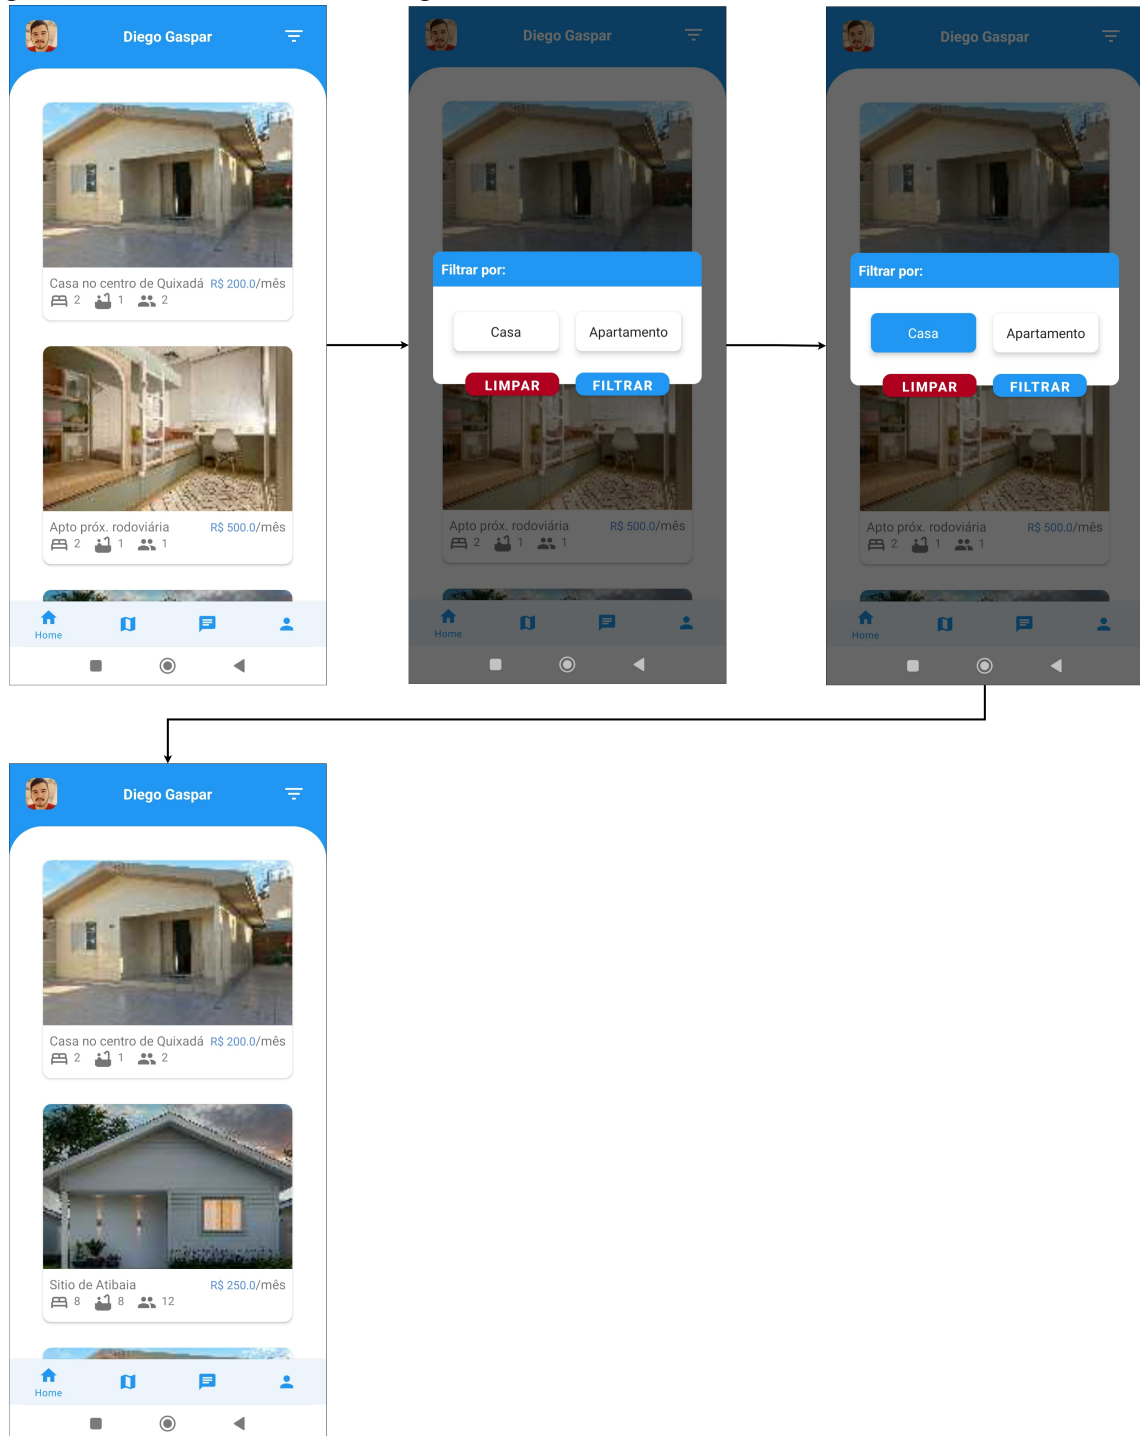 Diego Gaspar
Casa no centro de Quixadá R$ 200.0/mês
2 1 2
Apto próx. rodoviária R$ 500.0/mês
2 1 1
Home
Diego Gaspar
Filtrar por:
Casa Apartamento
LIMPAR FILTRAR
Apto próx. rodoviária R$ 500.0/mês
2 1 1
Home
Diego Gaspar
Filtrar por:
Casa Apartamento
LIMPAR FILTRAR
Apto próx. rodoviária R$ 500.0/mês
2 1 1
Home
Diego Gaspar
Casa no centro de Quixadá R$ 200.0/mês
2 1 2
Sitio de Atibaia R$ 250.0/mês
8 8 12
Home